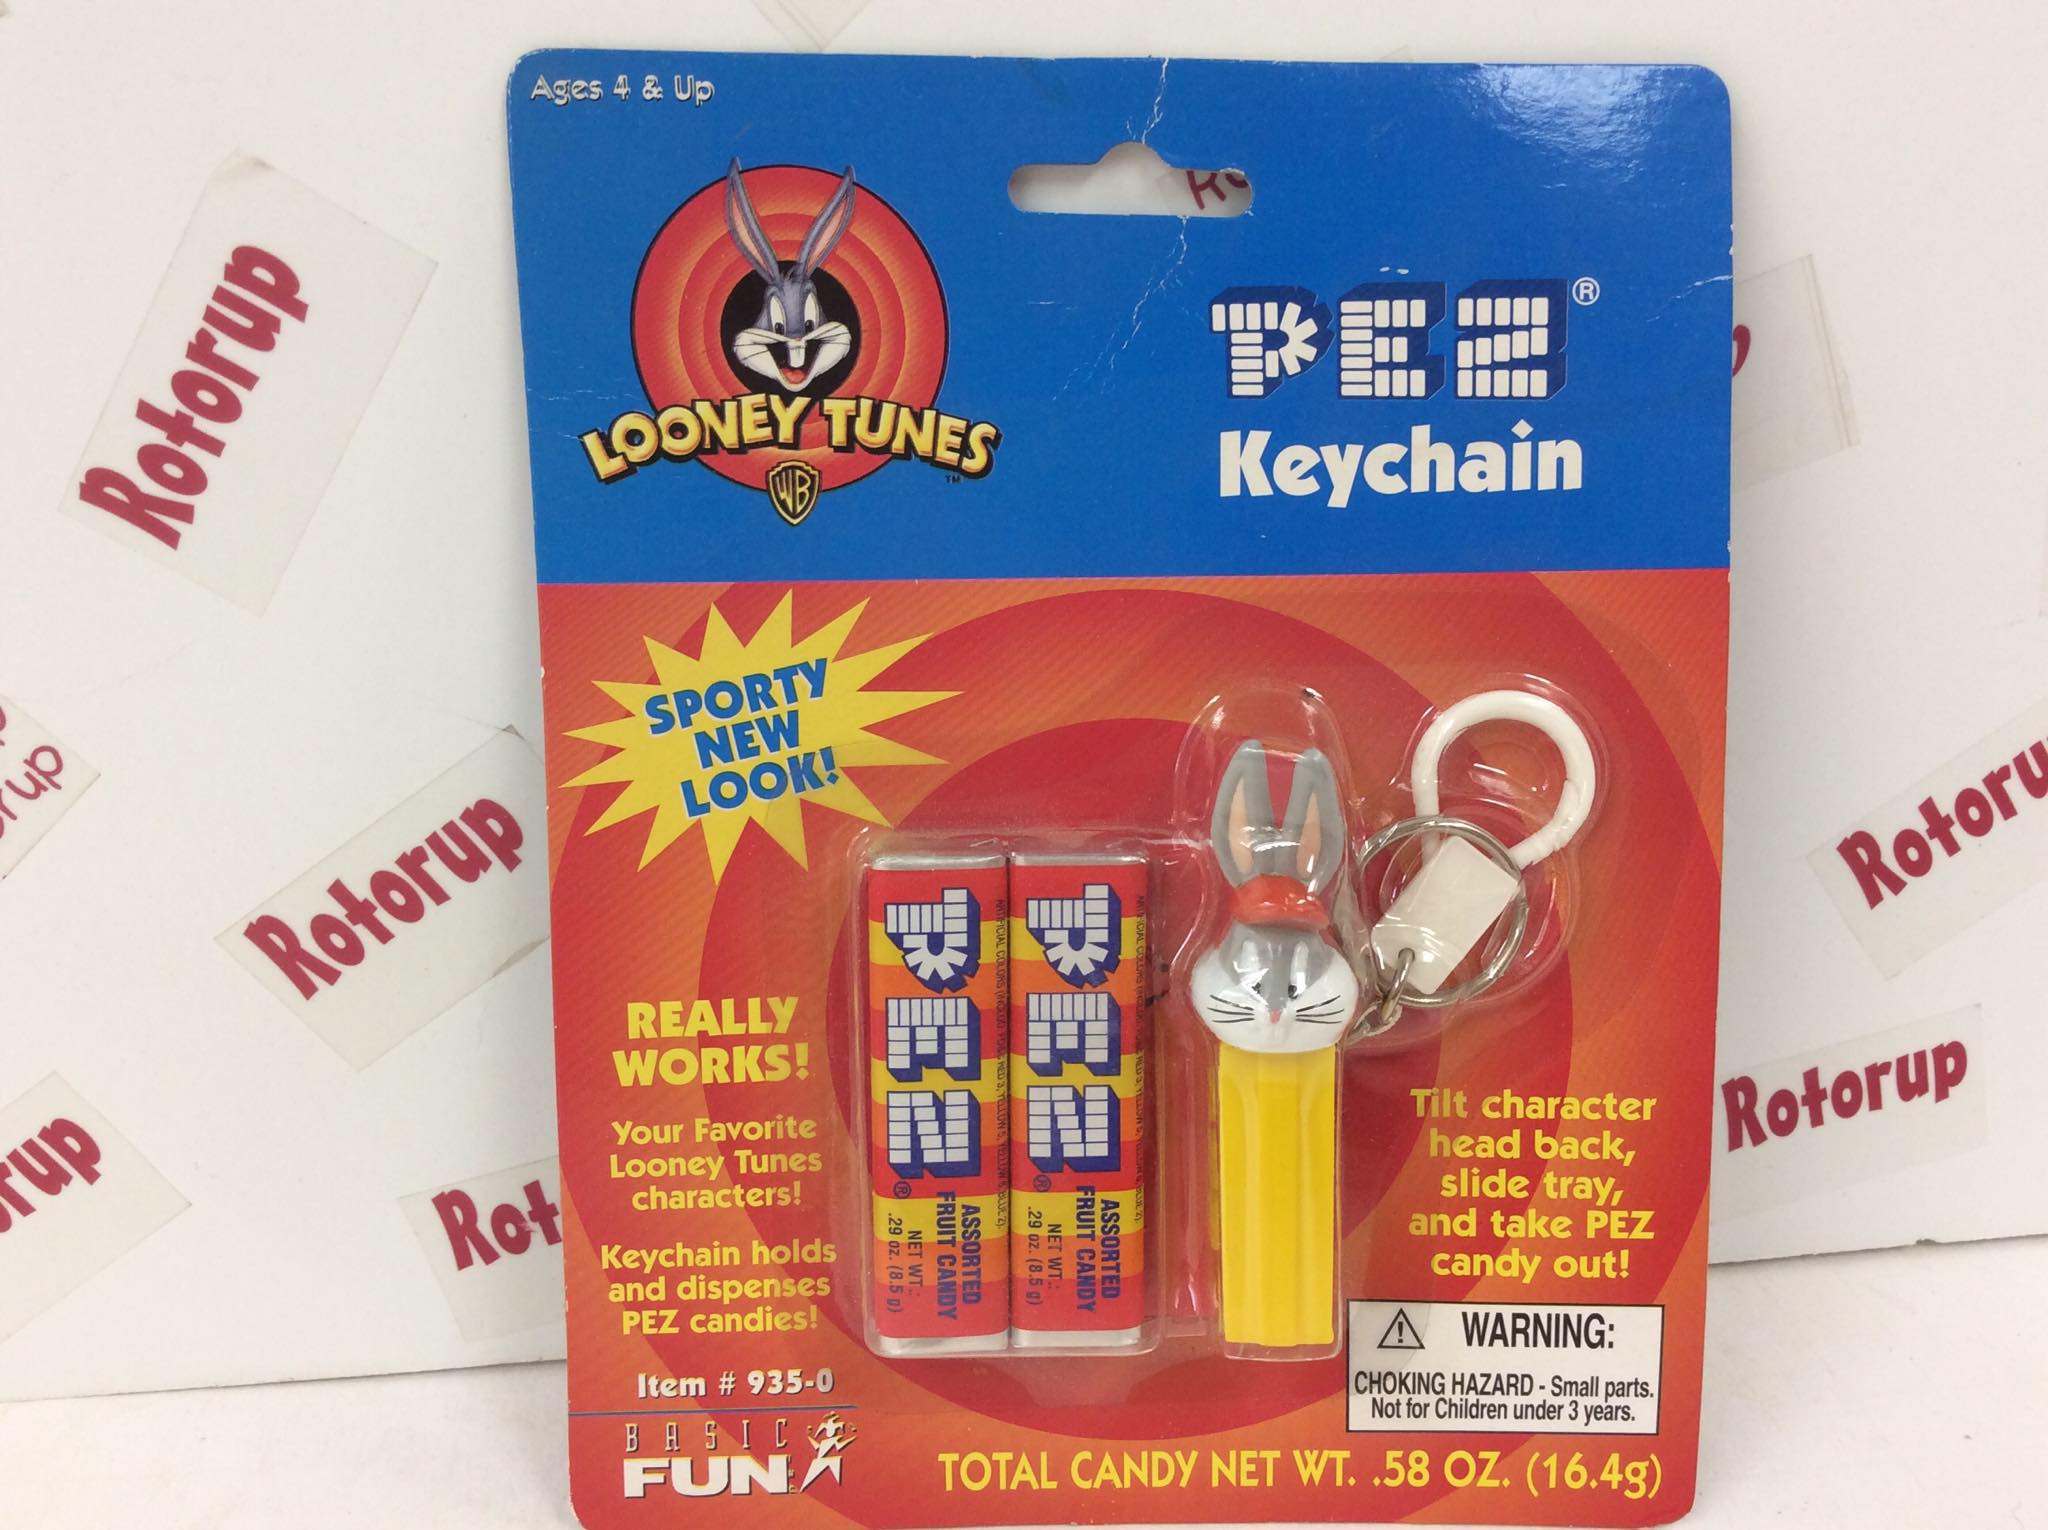 Ages 4 & Up
LOONEY TUNES
TM
WB
PEZ®
Keychain
SPORTY
NEW
LOOK!
REALLY
WORKS!
Your Favorite
Looney Tunes
characters!
Keychain holds
and dispenses
PEZ candies!
Item # 935-0
BASIC
FUN
PEZ®
ASSORTED
FRUIT CANDY
NET WT.:
.29 oz. (8.5 g)
PEZ®
ASSORTED
FRUIT CANDY
NET WT.:
.29 oz. (8.5 g)
Tilt character
head back,
slide tray,
and take PEZ
candy out!
WARNING:
CHOKING HAZARD - Small parts.
Not for Children under 3 years.
TOTAL CANDY NET WT. .58 OZ. (16.4g)
Rotorup
Rotorup
Rotorup